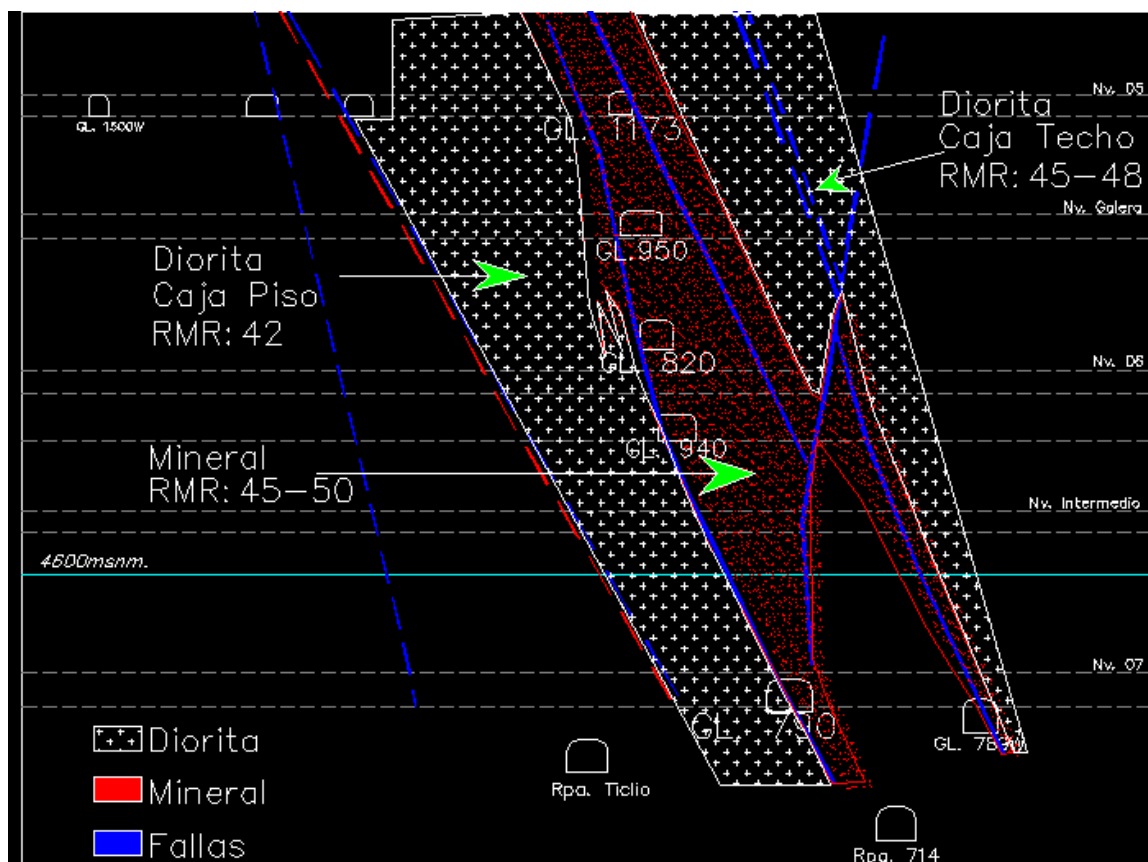 Nv. 05
GL. 1500W
Diorita
Caja Techo
RMR: 45-48
GL. 1173
Nv. Galera
GL.950
Diorita
Caja Piso
RMR: 42
GL. 820
Nv. 06
GL. 940
Mineral
RMR: 45-50
Nv. Intermedio
4600msnm.
Nv. 07
GL.
Diorita
GL.
Rpa. Ticlio
Mineral
Fallas
Rpa. 714